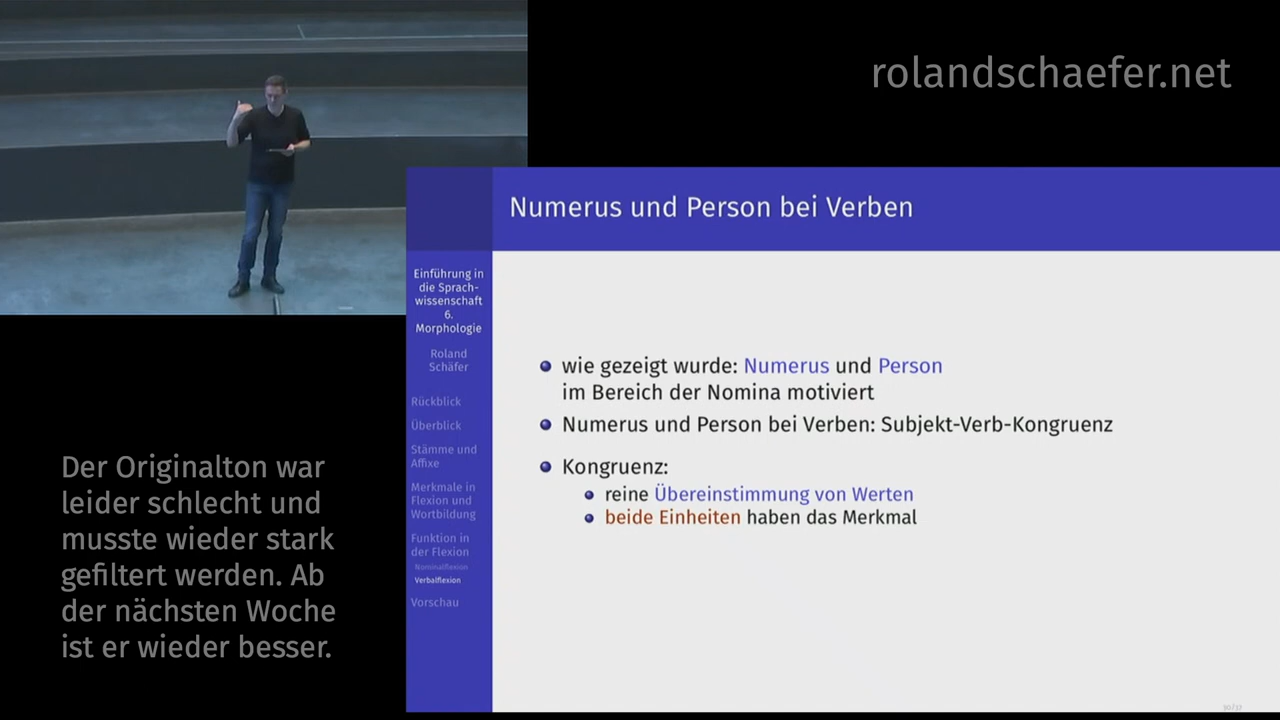 rolandschaefer.net
Numerus und Person bei Verben
Einführung in
die Sprach-
wissenschaft
6.
Morphologie
Roland
Schäfer
Rückblick
Überblick
Stämme und
Affixe
Merkmale in
Flexion und
Wortbildung
Funktion in
der Flexion
Nominalflexion
Verbalflexion
Vorschau
wie gezeigt wurde: Numerus und Person
im Bereich der Nomina motiviert
Numerus und Person bei Verben: Subjekt-Verb-Kongruenz
Kongruenz:
reine Übereinstimmung von Werten
beide Einheiten haben das Merkmal
Der Originalton war
leider schlecht und
musste wieder stark
gefiltert werden. Ab
der nächsten Woche
ist er wieder besser.